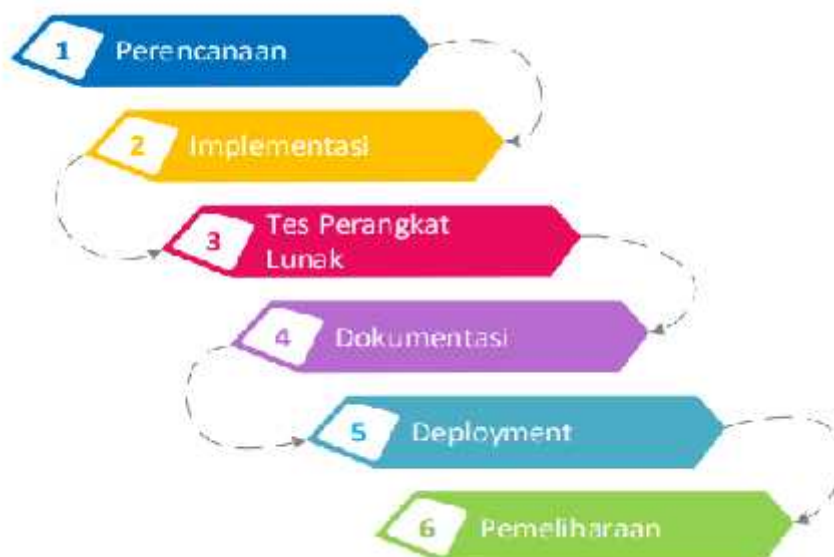 1 Perencanaan
2 Implementasi
3 Tes Perangkat
Lunak
4 Dokumentasi
5 Deployment
6 Pemeliharaan